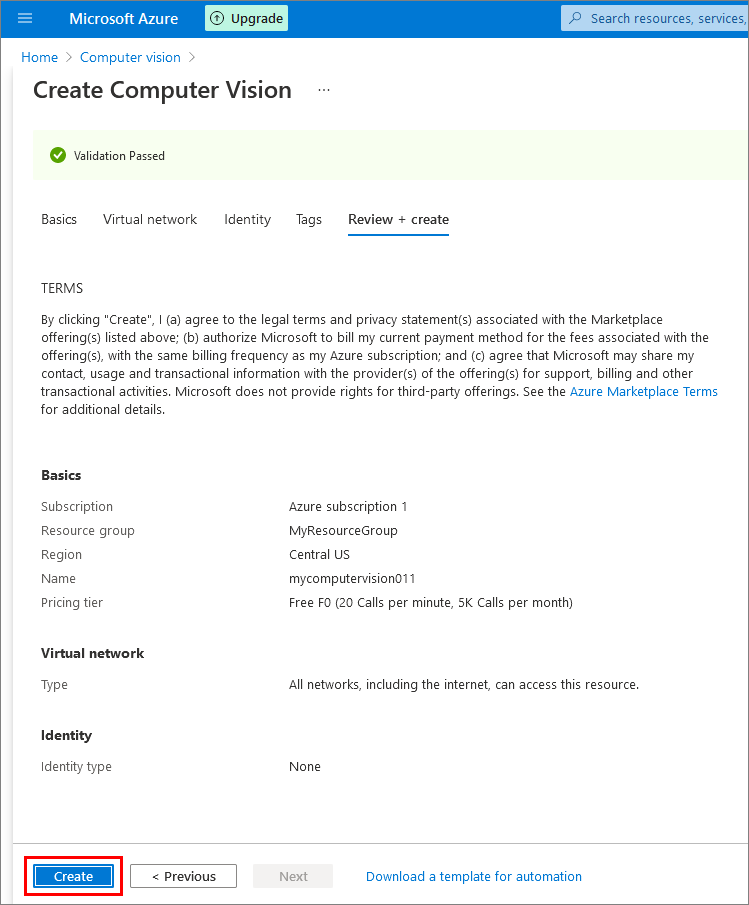 Microsoft Azure
Upgrade
Search resources, services,
Home > Computer vision >
Create Computer Vision ...
Validation Passed
Basics Virtual network Identity Tags Review + create
TERMS
By clicking "Create", I (a) agree to the legal terms and privacy statement(s) associated with the Marketplace
offering(s) listed above; (b) authorize Microsoft to bill my current payment method for the fees associated with the
offering(s), with the same billing frequency as my Azure subscription; and (c) agree that Microsoft may share my
contact, usage and transactional information with the provider(s) of the offering(s) for support, billing and other
transactional activities. Microsoft does not provide rights for third-party offerings. See the Azure Marketplace Terms
for additional details.
Basics
Subscription Azure subscription 1
Resource group MyResourceGroup
Region Central US
Name mycomputervision011
Pricing tier Free F0 (20 Calls per minute, 5K Calls per month)
Virtual network
Type All networks, including the internet, can access this resource.
Identity
Identity type None
Create < Previous Next Download a template for automation